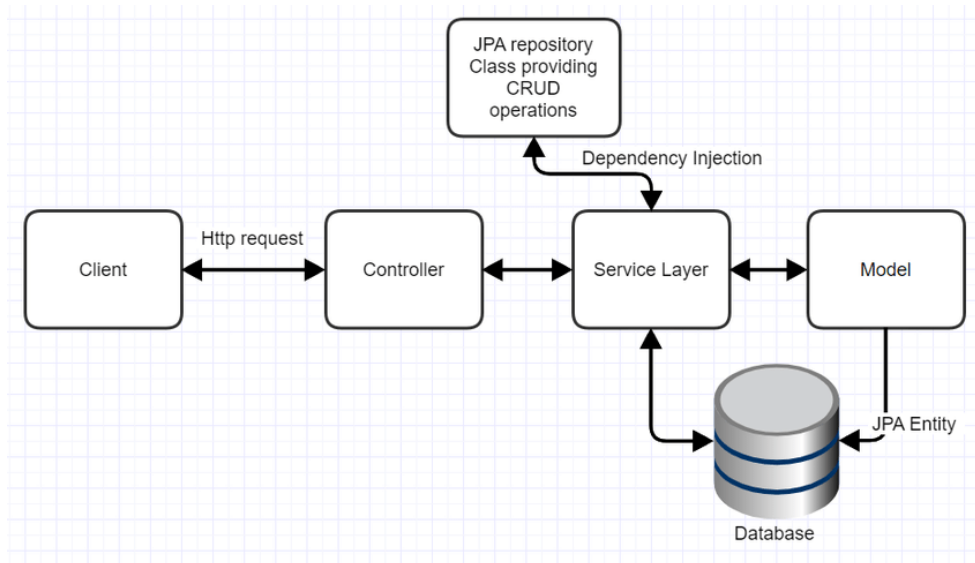 JPA repository
Class providing
CRUD
operations
Dependency Injection
Http request
Client
Controller
Service Layer
Model
JPA Entity
Database